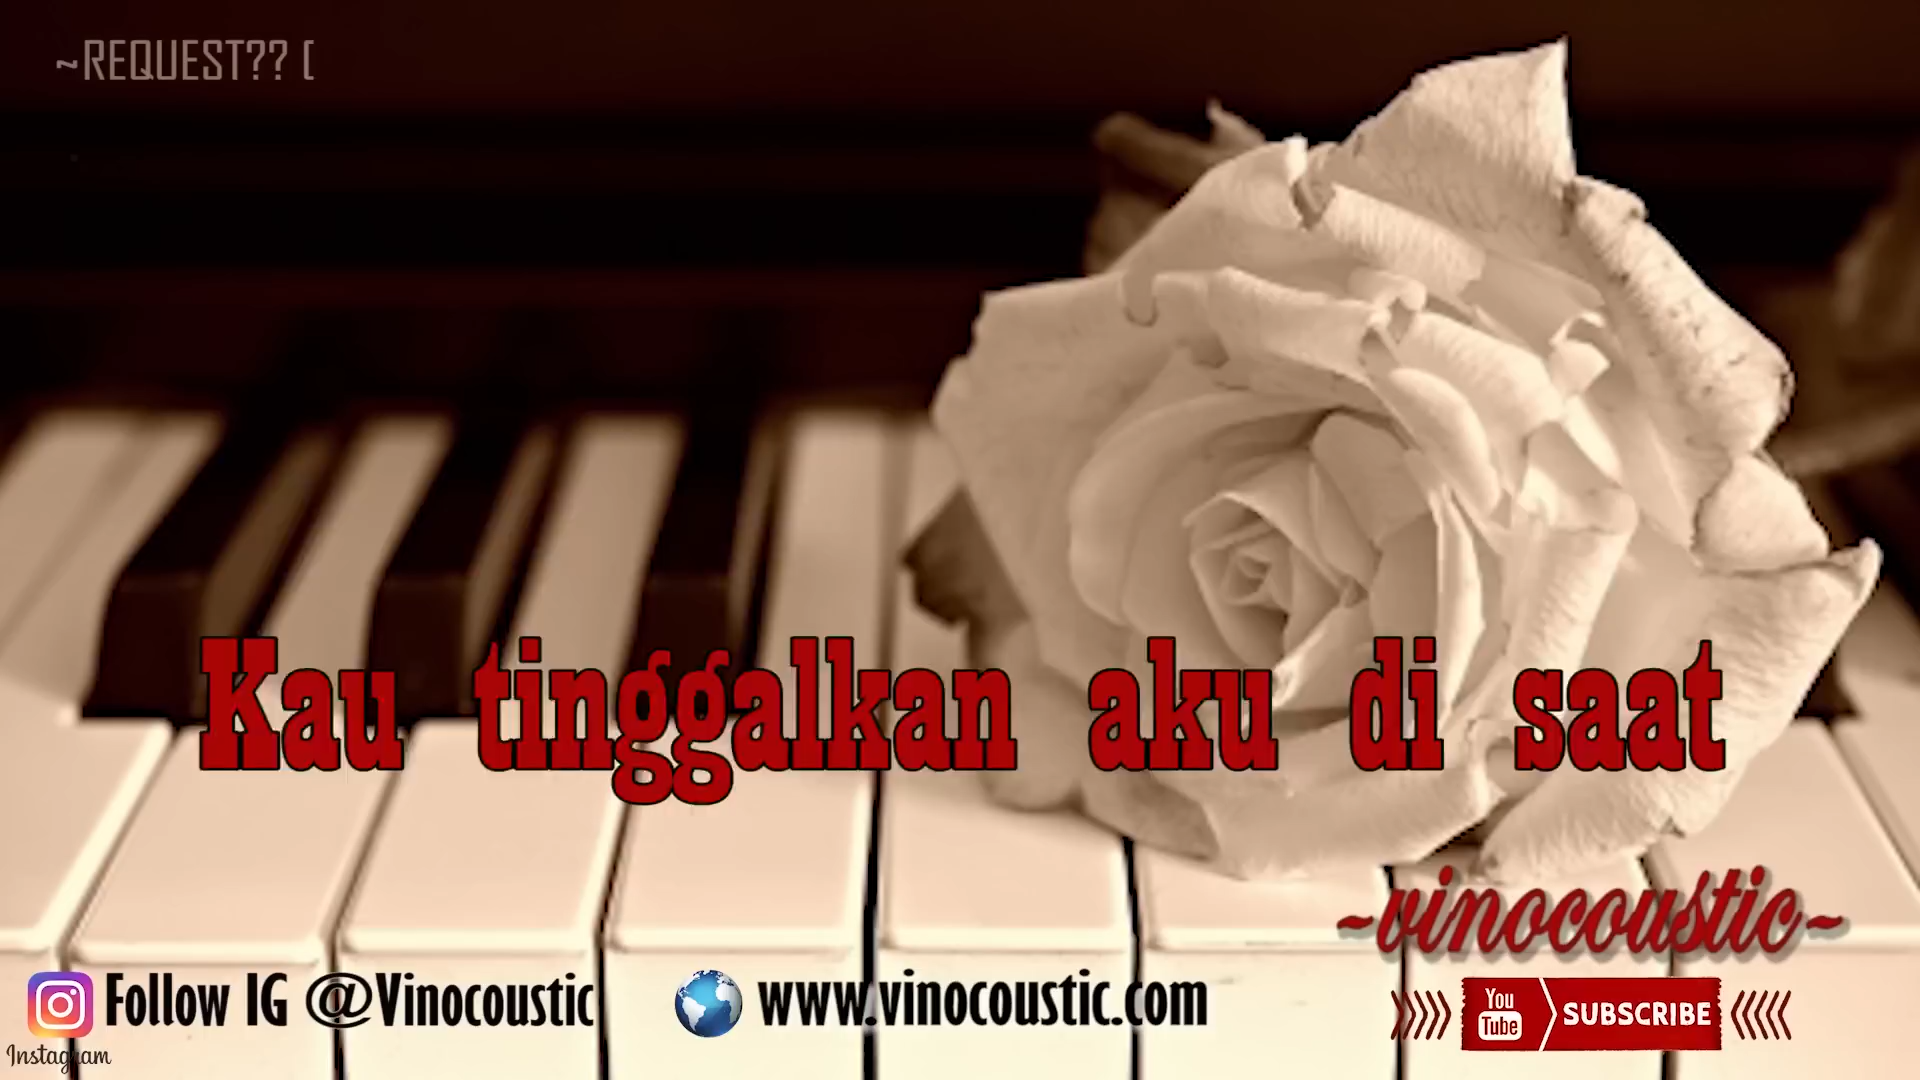 ~REQUEST?? [
Kau tinggalkan aku di saat
~vinocoustic~
Follow IG @Vinocoustic
www.vinocoustic.com
You
Tube
SUBSCRIBE
Instagram